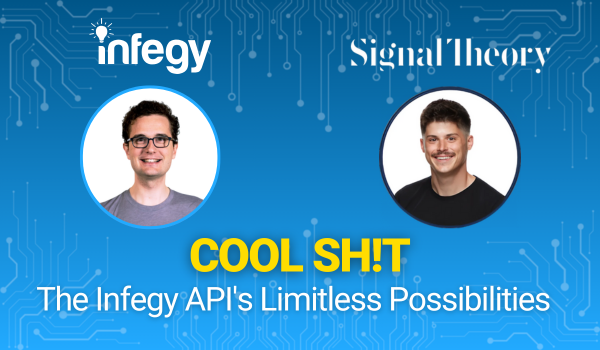 infegy
Signal Theory
COOL SH!T
The Infegy API's Limitless Possibilities